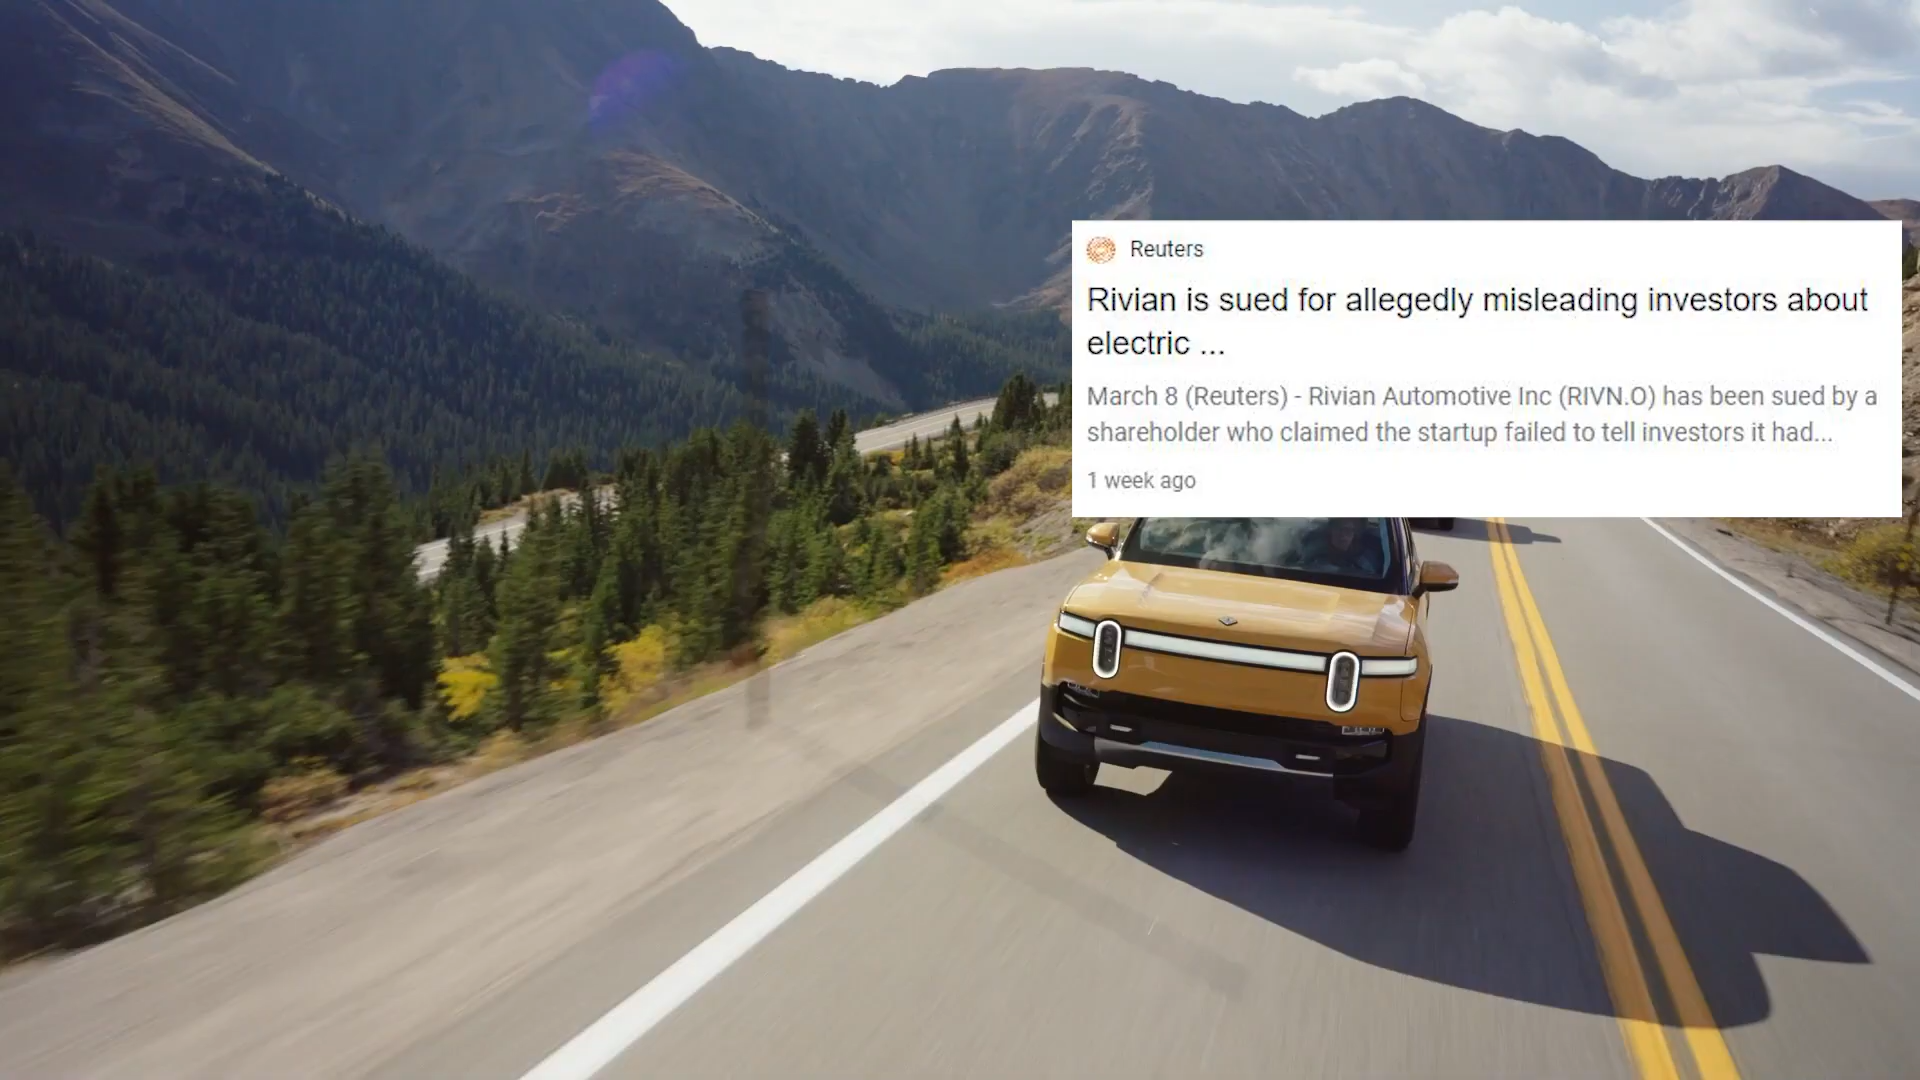 Reuters
Rivian is sued for allegedly misleading investors about
electric ...
March 8 (Reuters) - Rivian Automotive Inc (RIVN.O) has been sued by a
shareholder who claimed the startup failed to tell investors it had...
1 week ago